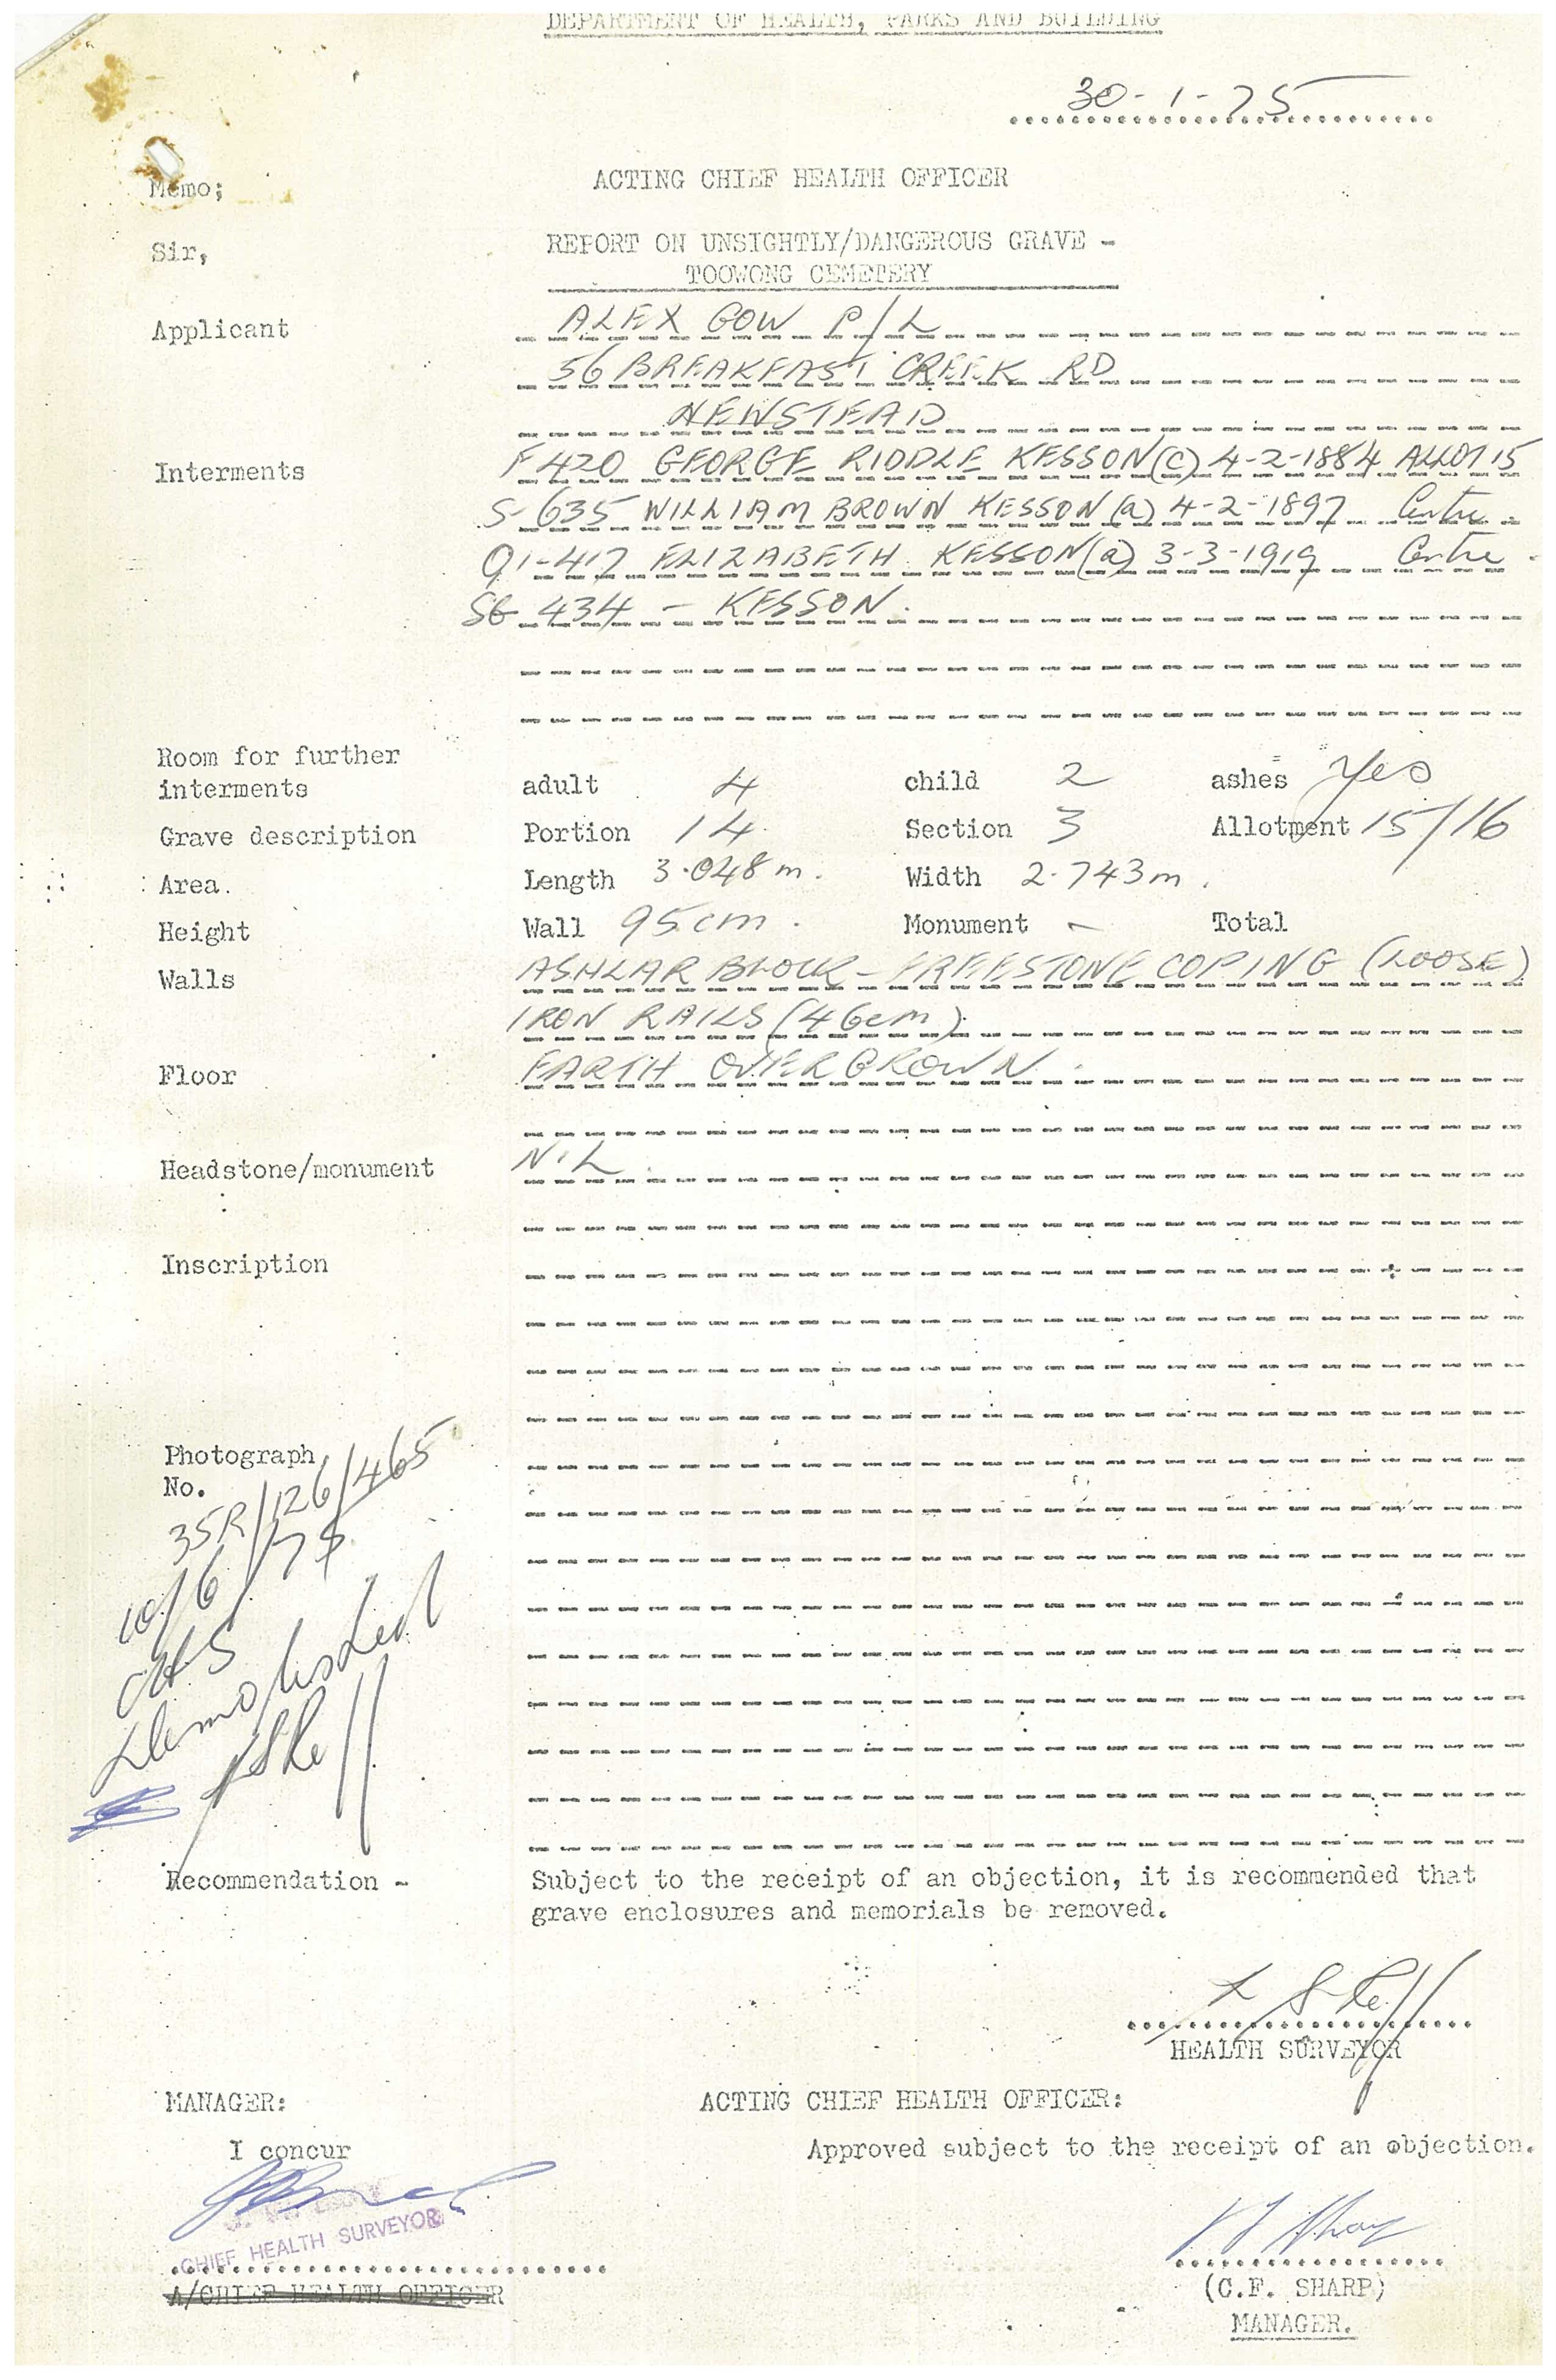 DEPARTMENT OF HEALTH, PARKS AND BUILDING
30-1-75
Memo; ACTING CHIEF HEALTH OFFICER
Sir, REPORT ON UNSIGHTLY/DANGEROUS GRAVE -
TOOWONG CEMETERY
Applicant ALEX GOW P/L
56 BREAKFAST CREEK RD
NEWSTEAD
Interments F420 GEORGE RIDDLE KESSON (c) 4-2-1884 ALLOT 15
S-635 WILLIAM BROWN KESSON (a) 4-2-1897 Centre.
Q1-417 ELIZABETH KESSON (a) 3-3-1919 Centre.
SG 434 - KESSON.
Room for further
interments adult 4 child 2 ashes Yes
Grave description Portion 14. Section 3 Allotment 15/16
Area. Length 3.048 m. Width 2.743 m.
Height Wall 95 cm. Monument - Total
Walls ASHLAR BLOCK - FREESTONE COPING (LOOSE)
IRON RAILS (46cm).
Floor EARTH OVERGROWN.
Headstone/monument NIL.
Inscription
Photograph
No.
35R/126/465
10/6/75
CHS
Demolished
Recommendation - Subject to the receipt of an objection, it is recommended that
grave enclosures and memorials be removed.
HEALTH SURVEYOR
MANAGER: ACTING CHIEF HEALTH OFFICER:
I concur Approved subject to the receipt of an objection.
CHIEF HEALTH SURVEYOR
A/CHIEF HEALTH OFFICER
(C.F. SHARP)
MANAGER.